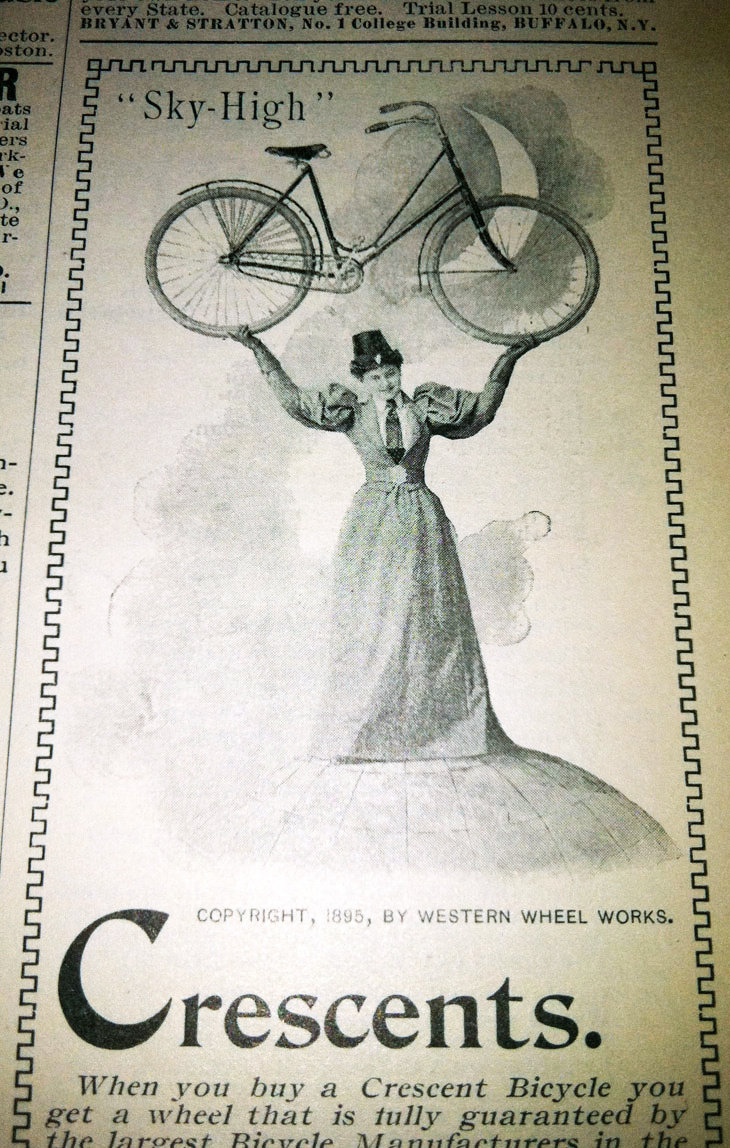 every State. Catalogue free. Trial Lesson 10 cents.
BRYANT & STRATTON, No. 1 College Building, BUFFALO, N.Y.
ector.
oston.
R
ats
rial
ers
rk-
Ve
of
O.,
te
r-
n-
e.
y-
h
u
"Sky-High"
COPYRIGHT, 1895, BY WESTERN WHEEL WORKS.
Crescents.
When you buy a Crescent Bicycle you
get a wheel that is fully guaranteed by
the largest Bicycle Manufacturers in the